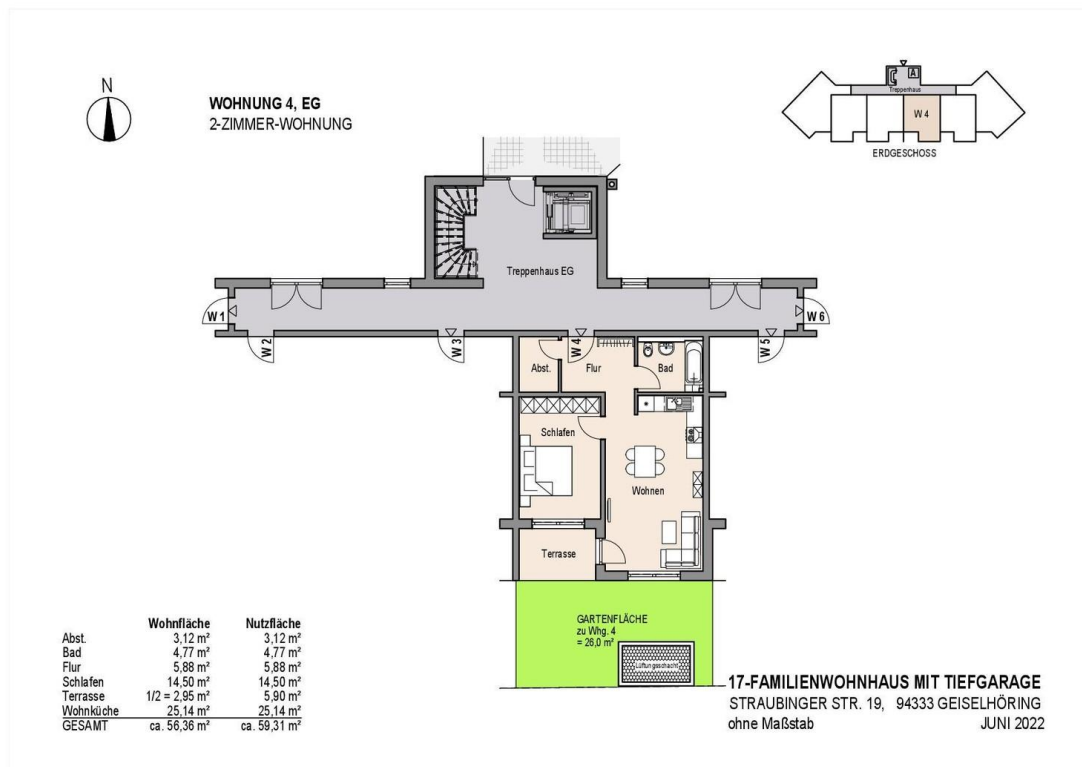 N
WOHNUNG 4, EG
2-ZIMMER-WOHNUNG
A
Treppenhaus
W 4
ERDGESCHOSS
Treppenhaus EG
W 1
W 2
W 3
W 4
W 5
W 6
Abst.
Flur
Bad
Schlafen
Wohnen
Terrasse
GARTENFLÄCHE
zu Whg. 4
= 26,0 m²
Lüftungsschacht
Wohnfläche Nutzfläche
Abst. 3,12 m² 3,12 m²
Bad 4,77 m² 4,77 m²
Flur 5,88 m² 5,88 m²
Schlafen 14,50 m² 14,50 m²
Terrasse 1/2 = 2,95 m² 5,90 m²
Wohnküche 25,14 m² 25,14 m²
GESAMT ca. 56,36 m² ca. 59,31 m²
17-FAMILIENWOHNHAUS MIT TIEFGARAGE
STRAUBINGER STR. 19, 94333 GEISELHÖRING
ohne Maßstab JUNI 2022